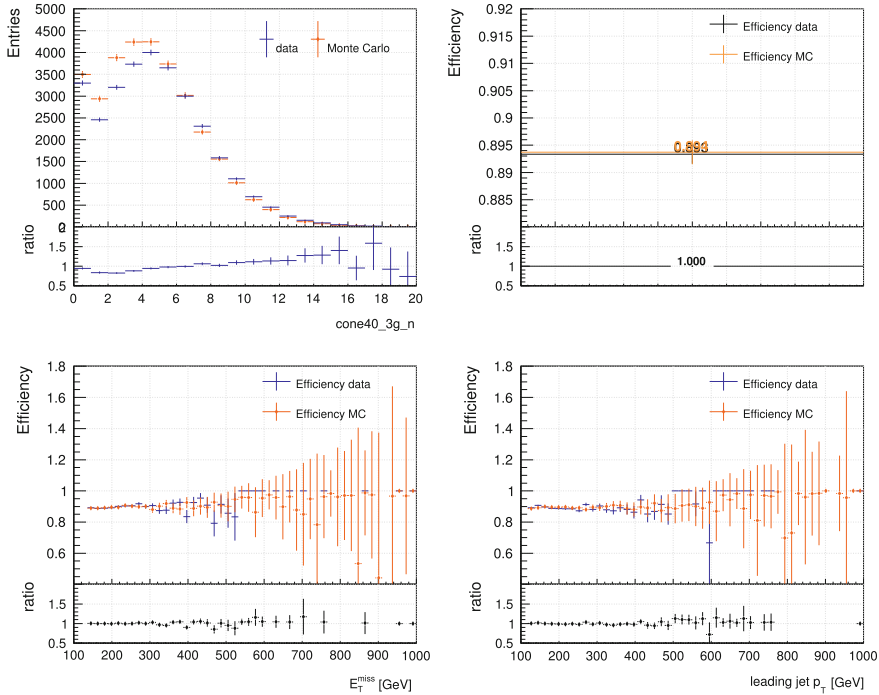 Entries
5000
4500
4000
3500
3000
2500
2000
1500
1000
500
data
Monte Carlo
ratio
2
1.5
1
0.5
0 2 4 6 8 10 12 14 16 18 20
cone40_3g_n
Efficiency
0.92
0.915
0.91
0.905
0.9
0.895
0.89
0.885
Efficiency data
Efficiency MC
0.893
ratio
1.5
1
0.5
1.000
Efficiency
1.8
1.6
1.4
1.2
1
0.8
0.6
Efficiency data
Efficiency MC
ratio
1.5
1
0.5
100 200 300 400 500 600 700 800 900 1000
E_T^miss [GeV]
Efficiency
1.8
1.6
1.4
1.2
1
0.8
0.6
Efficiency data
Efficiency MC
ratio
1.5
1
0.5
100 200 300 400 500 600 700 800 900 1000
leading jet p_T [GeV]